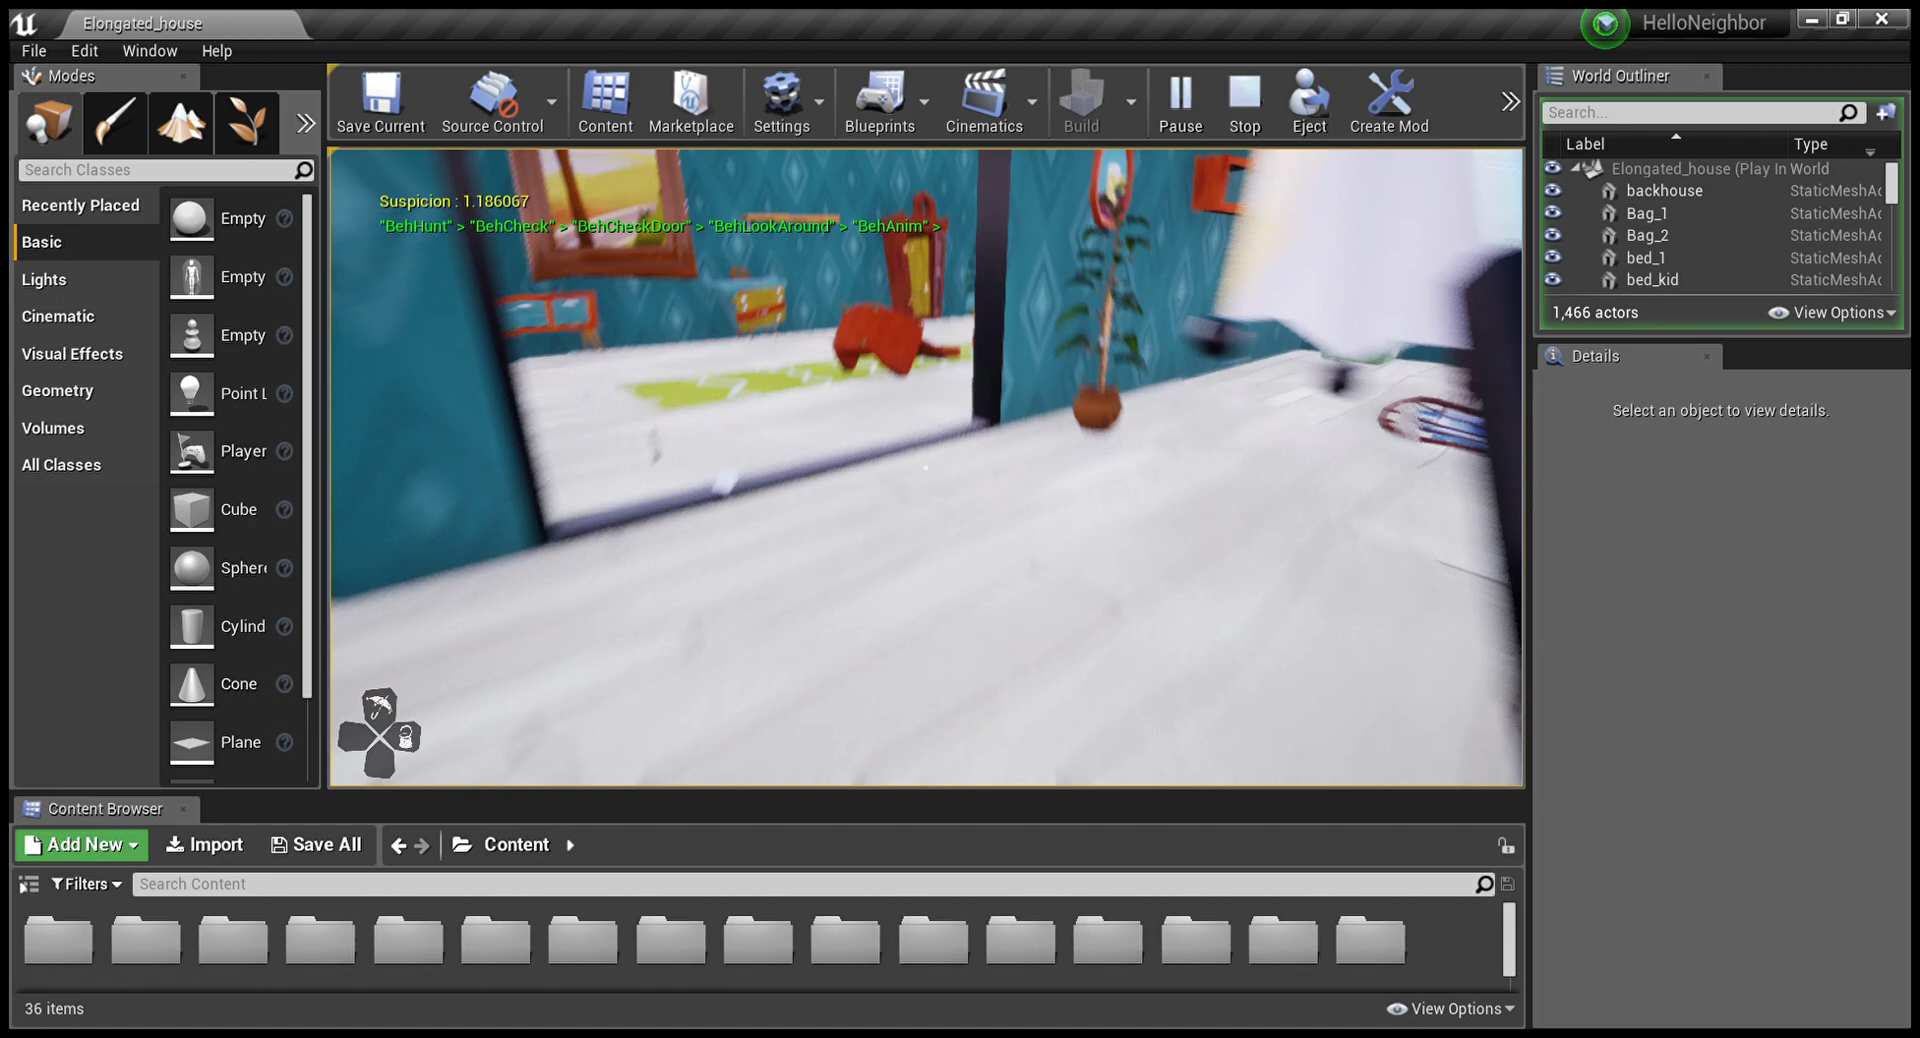 Elongated_house
HelloNeighbor
File Edit Window Help
Modes
Search Classes
Recently Placed
Basic
Lights
Cinematic
Visual Effects
Geometry
Volumes
All Classes
Empty
Empty
Empty
Point L
Player
Cube
Sphere
Cylind
Cone
Plane
Save Current
Source Control
Content
Marketplace
Settings
Blueprints
Cinematics
Build
Pause
Stop
Eject
Create Mod
Suspicion : 1.186067
"BehHunt" > "BehCheck" > "BehCheckDoor" > "BehLookAround" > "BehAnim" >
World Outliner
Search...
Label Type
Elongated_house (Play In World
backhouse StaticMeshAc
Bag_1 StaticMeshAc
Bag_2 StaticMeshAc
bed_1 StaticMeshAc
bed_kid StaticMeshAc
1,466 actors View Options
Details
Select an object to view details.
Content Browser
Add New Import Save All Content
Filters Search Content
36 items View Options